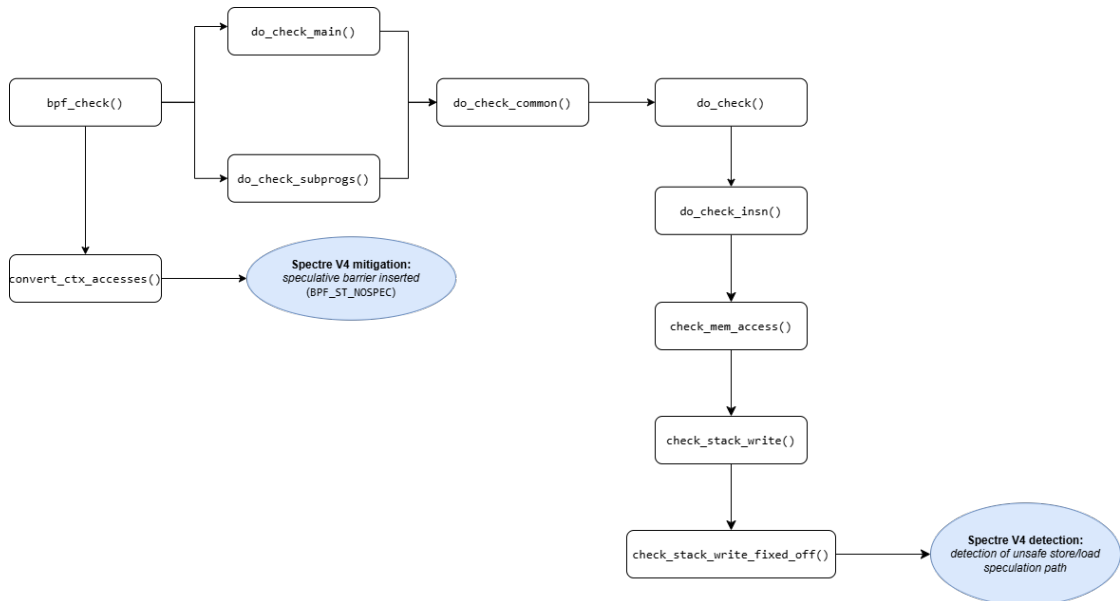 do_check_main()
bpf_check()
do_check_common()
do_check()
do_check_subprogs()
do_check_insn()
convert_ctx_accesses()
Spectre V4 mitigation:
speculative barrier inserted
(BPF_ST_NOSPEC)
check_mem_access()
check_stack_write()
check_stack_write_fixed_off()
Spectre V4 detection:
detection of unsafe store/load
speculation path